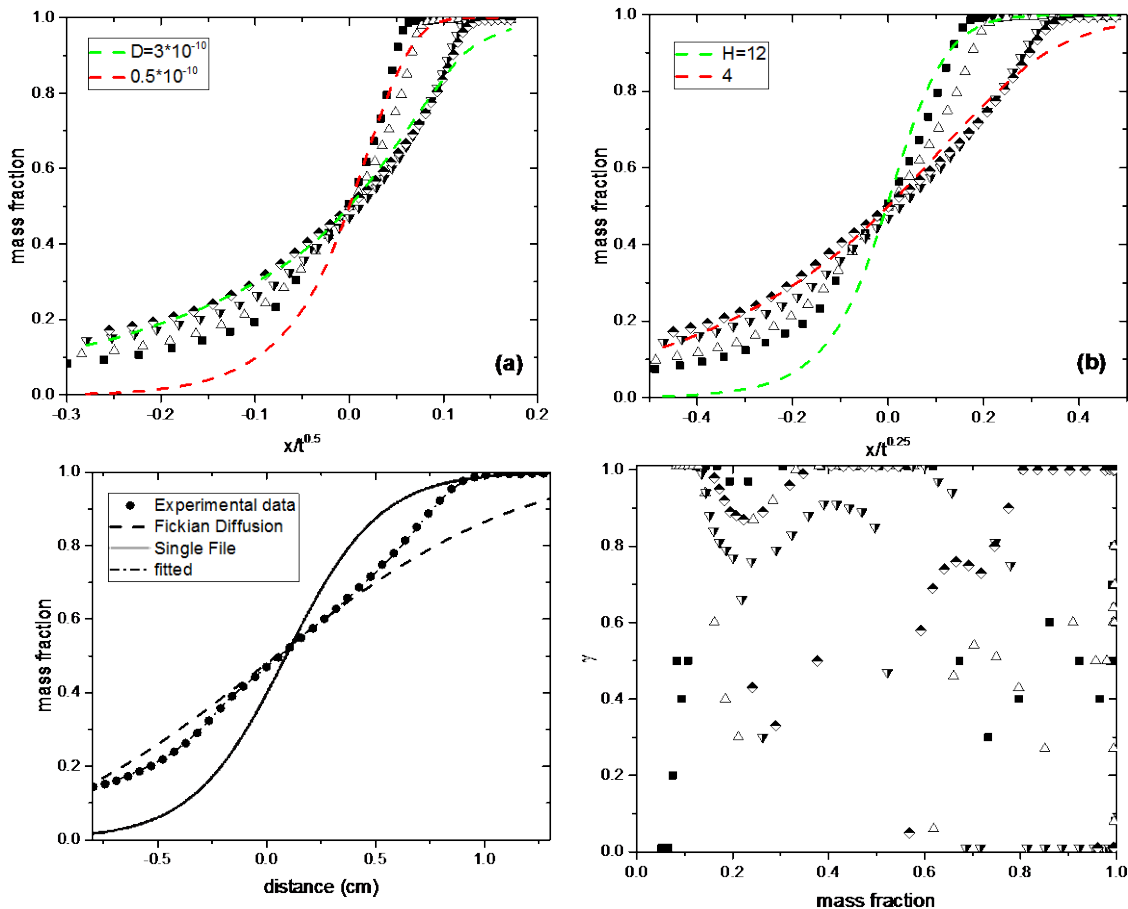 1.0
0.8
0.6
0.4
0.2
0.0
mass fraction
D=3*10-10
0.5*10-10
(a)
-0.3 -0.2 -0.1 0.0 0.1 0.2
x/t0.5
1.0
0.8
0.6
0.4
0.2
0.0
mass fraction
H=12
4
(b)
-0.4 -0.2 0.0 0.2 0.4
x/t0.25
1.0
0.8
0.6
0.4
0.2
0.0
mass fraction
Experimental data
Fickian Diffusion
Single File
fitted
-0.5 0.0 0.5 1.0
distance (cm)
1.0
0.8
0.6
0.4
0.2
0.0
γ
0.0 0.2 0.4 0.6 0.8 1.0
mass fraction